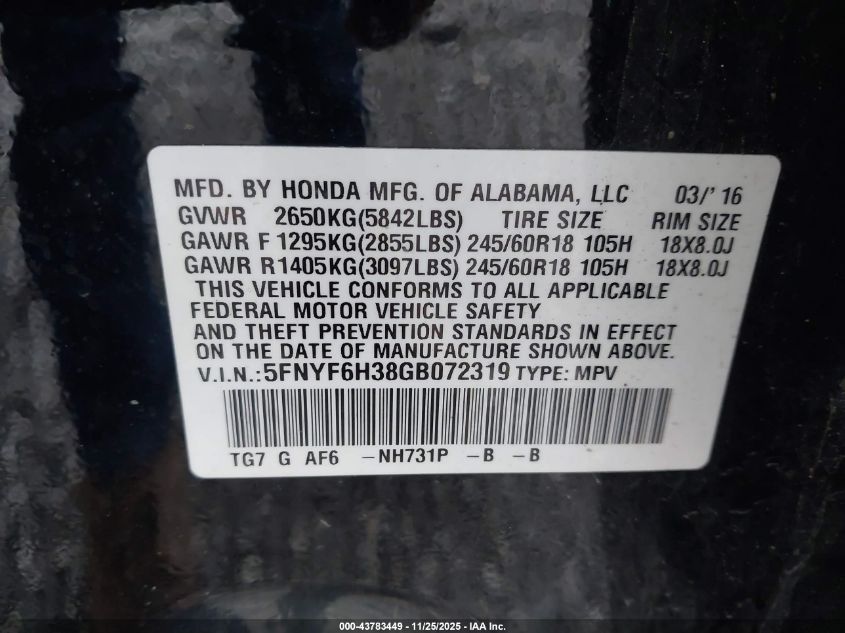 MFD. BY HONDA MFG. OF ALABAMA, LLC 03/'16
GVWR 2650KG(5842LBS) TIRE SIZE RIM SIZE
GAWR F 1295KG(2855LBS) 245/60R18 105H 18X8.0J
GAWR R 1405KG(3097LBS) 245/60R18 105H 18X8.0J
THIS VEHICLE CONFORMS TO ALL APPLICABLE
FEDERAL MOTOR VEHICLE SAFETY
AND THEFT PREVENTION STANDARDS IN EFFECT
ON THE DATE OF MANUFACTURE SHOWN ABOVE.
V.I.N.:5FNYF6H38GB072319 TYPE: MPV
TG7 G AF6 –NH731P –B –B
000-43783449 - 11/25/2025 - IAA Inc.